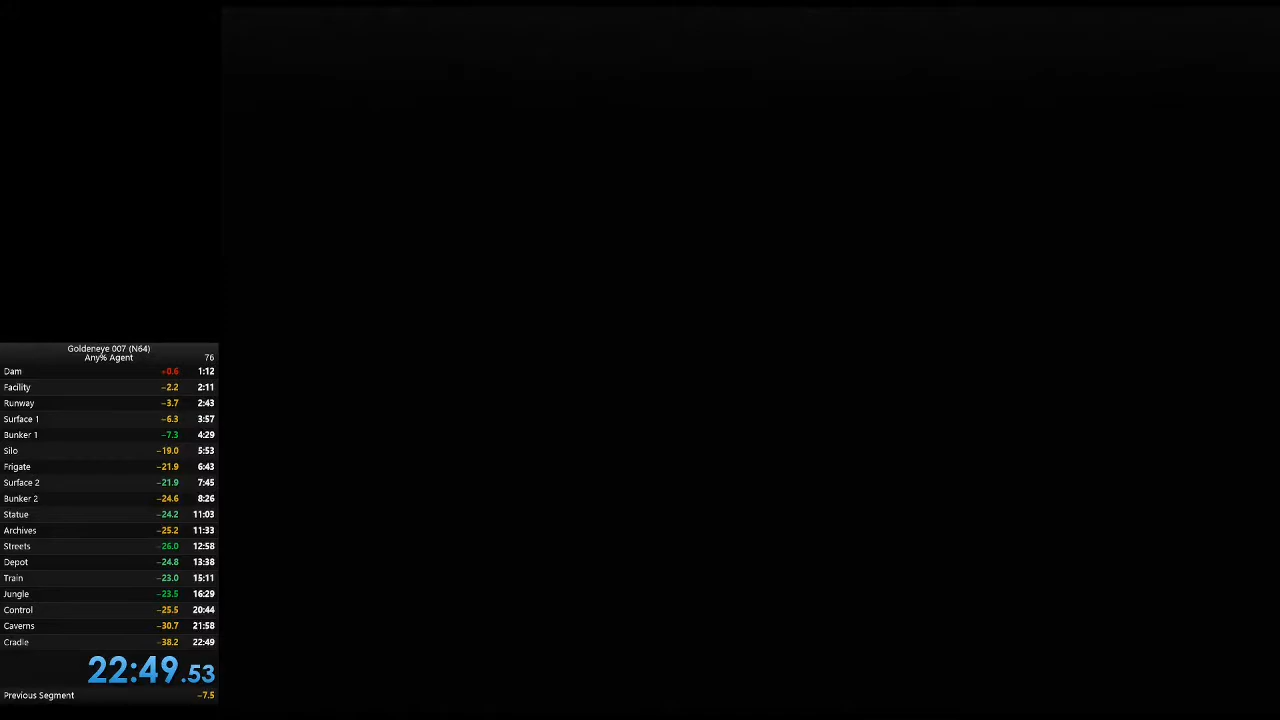 Goldeneye 007 (N64)
Any% Agent 76
Dam +0.6 1:12
Facility −2.2 2:11
Runway −3.7 2:43
Surface 1 −6.3 3:57
Bunker 1 −7.3 4:29
Silo −19.0 5:53
Frigate −21.9 6:43
Surface 2 −21.9 7:45
Bunker 2 −24.6 8:26
Statue −24.2 11:03
Archives −25.2 11:33
Streets −26.0 12:58
Depot −24.8 13:38
Train −23.0 15:11
Jungle −23.5 16:29
Control −25.5 20:44
Caverns −30.7 21:58
Cradle −38.2 22:49
22:49.53
Previous Segment −7.5